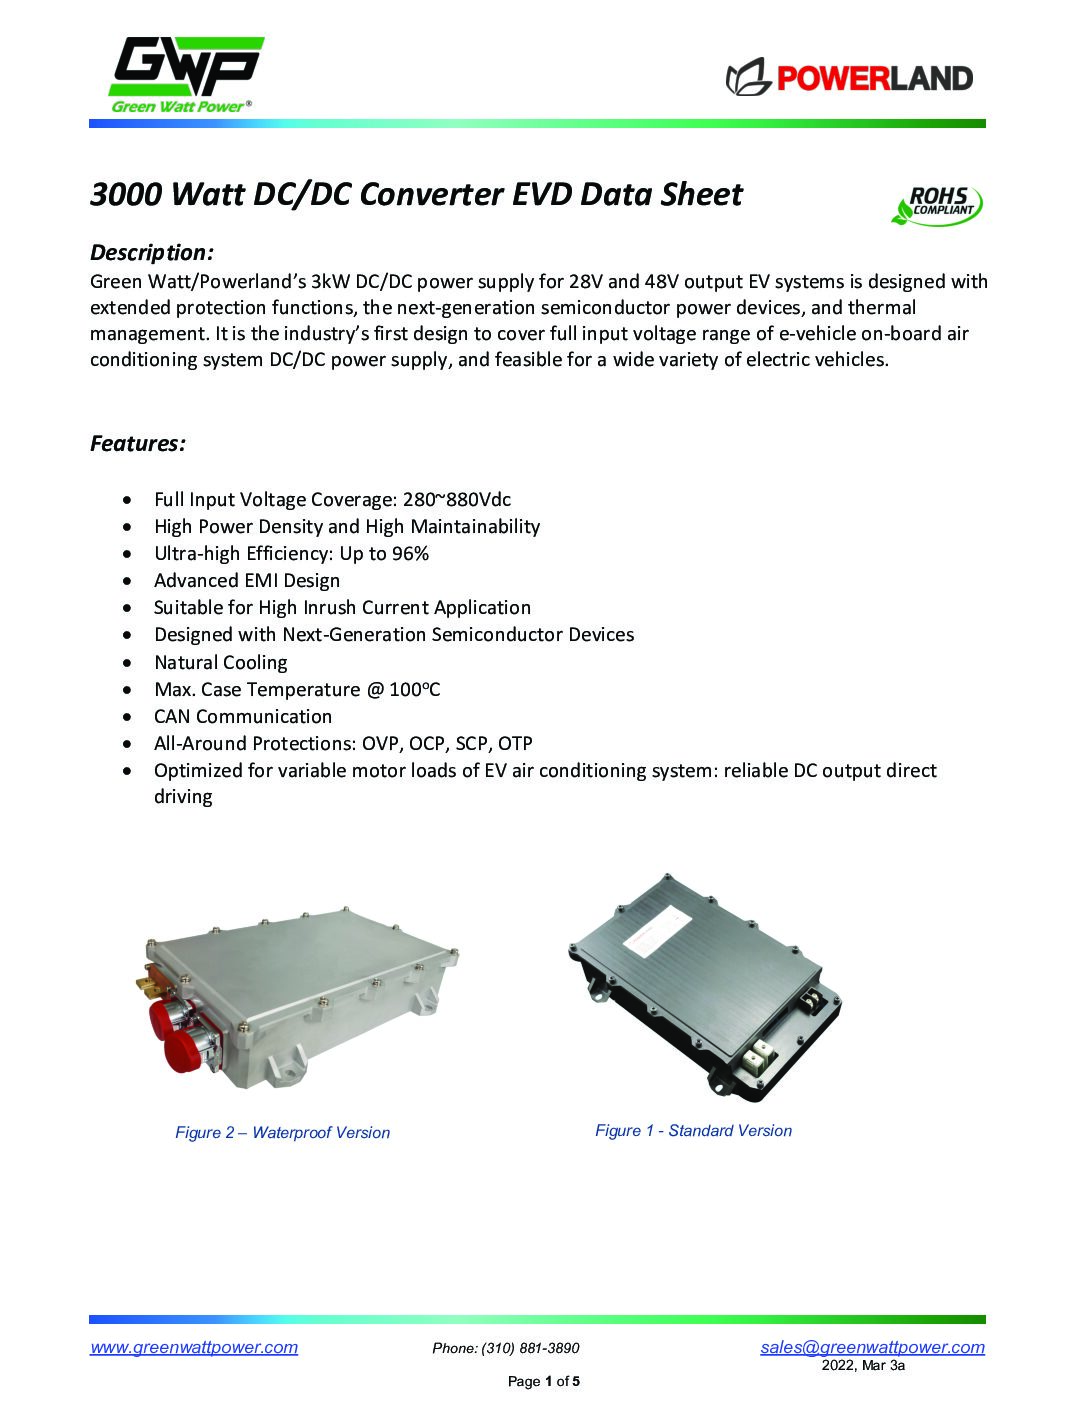 GWP
Green Watt Power®
POWERLAND
3000 Watt DC/DC Converter EVD Data Sheet
ROHS
COMPLIANT
Description:
Green Watt/Powerland’s 3kW DC/DC power supply for 28V and 48V output EV systems is designed with
extended protection functions, the next-generation semiconductor power devices, and thermal
management. It is the industry’s first design to cover full input voltage range of e-vehicle on-board air
conditioning system DC/DC power supply, and feasible for a wide variety of electric vehicles.
Features:
• Full Input Voltage Coverage: 280~880Vdc
• High Power Density and High Maintainability
• Ultra-high Efficiency: Up to 96%
• Advanced EMI Design
• Suitable for High Inrush Current Application
• Designed with Next-Generation Semiconductor Devices
• Natural Cooling
• Max. Case Temperature @ 100°C
• CAN Communication
• All-Around Protections: OVP, OCP, SCP, OTP
• Optimized for variable motor loads of EV air conditioning system: reliable DC output direct
driving
Figure 2 – Waterproof Version
Figure 1 - Standard Version
www.greenwattpower.com
Phone: (310) 881-3890
sales@greenwattpower.com
2022, Mar 3a
Page 1 of 5